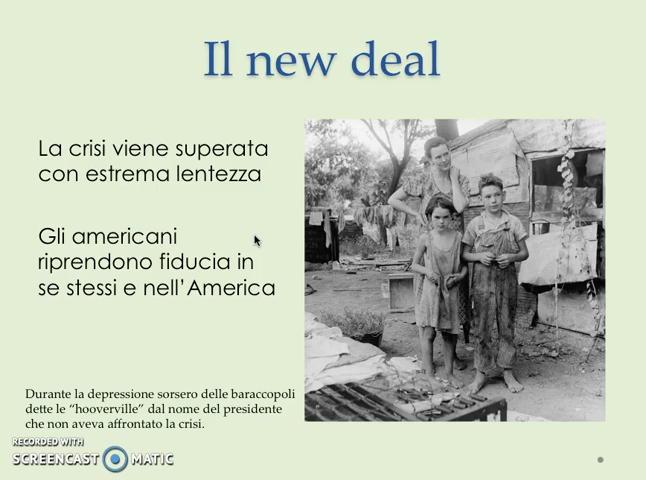 Il new deal
La crisi viene superata
con estrema lentezza
Gli americani
riprendono fiducia in
se stessi e nell’America
Durante la depressione sorsero delle baraccopoli
dette le “hooverville” dal nome del presidente
che non aveva affrontato la crisi.
RECORDED WITH
SCREENCAST MATIC